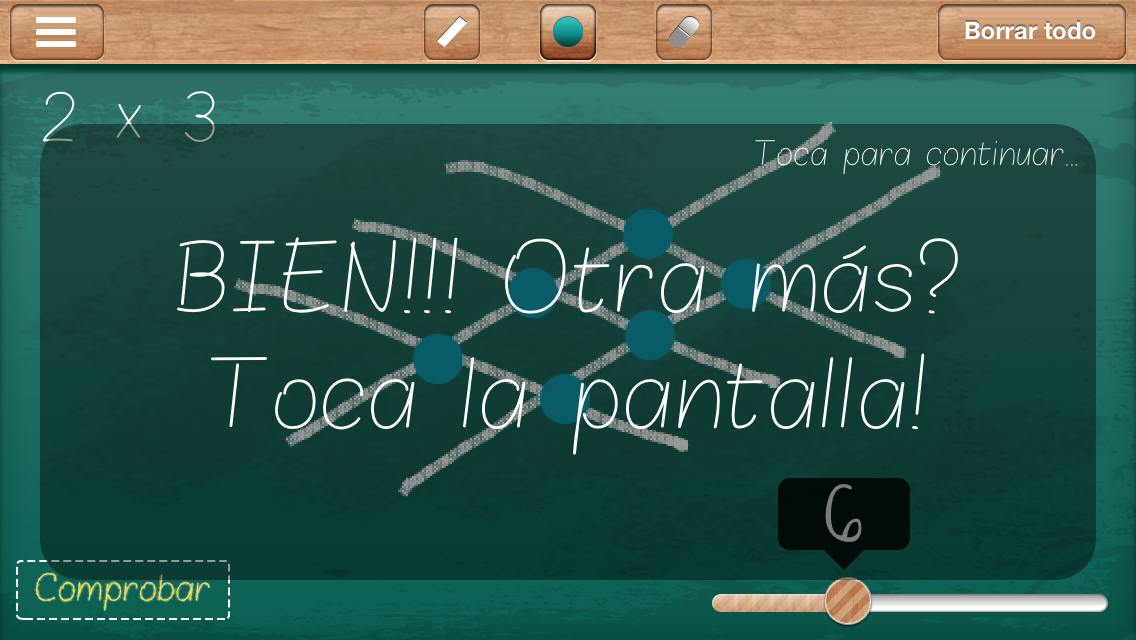 Borrar todo
2 x 3
Toca para continuar...
BIEN!!! Otra más?
Toca la pantalla!
6
Comprobar